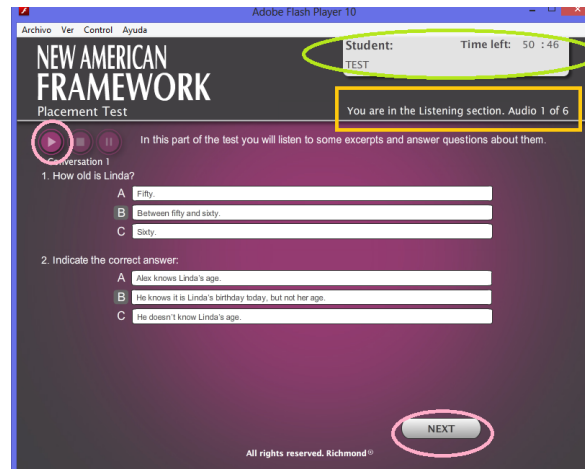 Adobe Flash Player 10
Archivo Ver Control Ayuda
NEW AMERICAN
FRAMEWORK
Placement Test
Student: Time left: 50 : 46
TEST
You are in the Listening section. Audio 1 of 6
In this part of the test you will listen to some excerpts and answer questions about them.
Conversation 1
1. How old is Linda?
A Fifty.
B Between fifty and sixty.
C Sixty.
2. Indicate the correct answer:
A Alex knows Linda's age.
B He knows it is Linda's birthday today, but not her age.
C He doesn't know Linda's age.
NEXT
All rights reserved. Richmond®